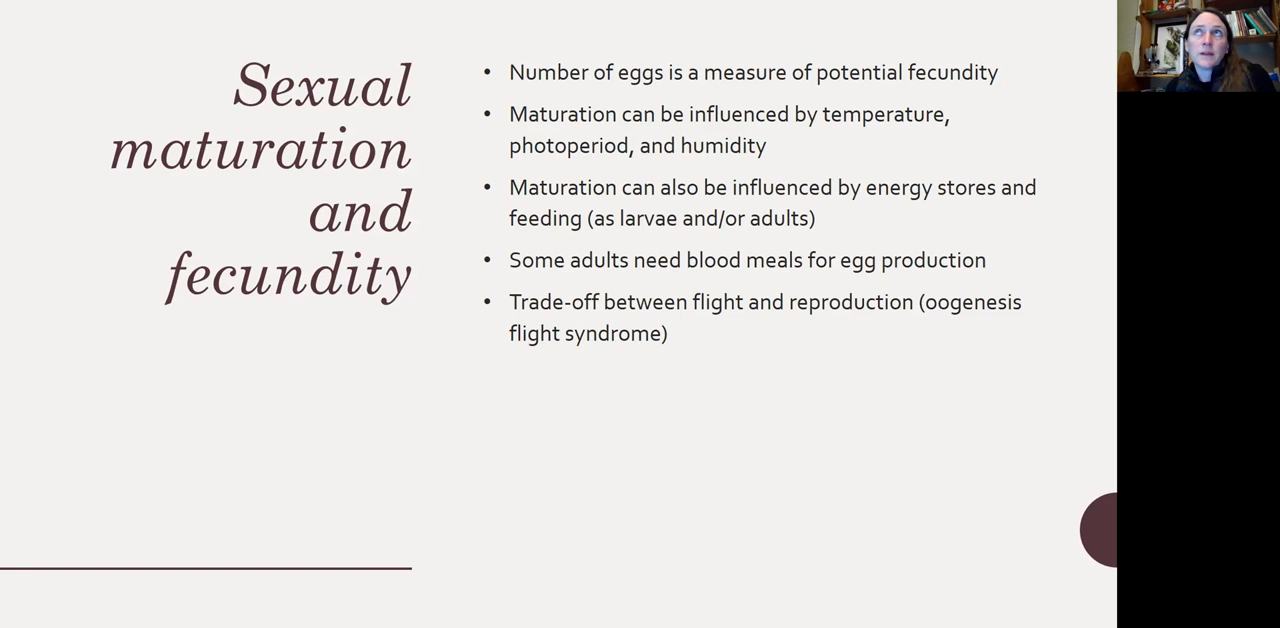 Sexual
maturation
and
fecundity
• Number of eggs is a measure of potential fecundity
• Maturation can be influenced by temperature,
photoperiod, and humidity
• Maturation can also be influenced by energy stores and
feeding (as larvae and/or adults)
• Some adults need blood meals for egg production
• Trade-off between flight and reproduction (oogenesis
flight syndrome)